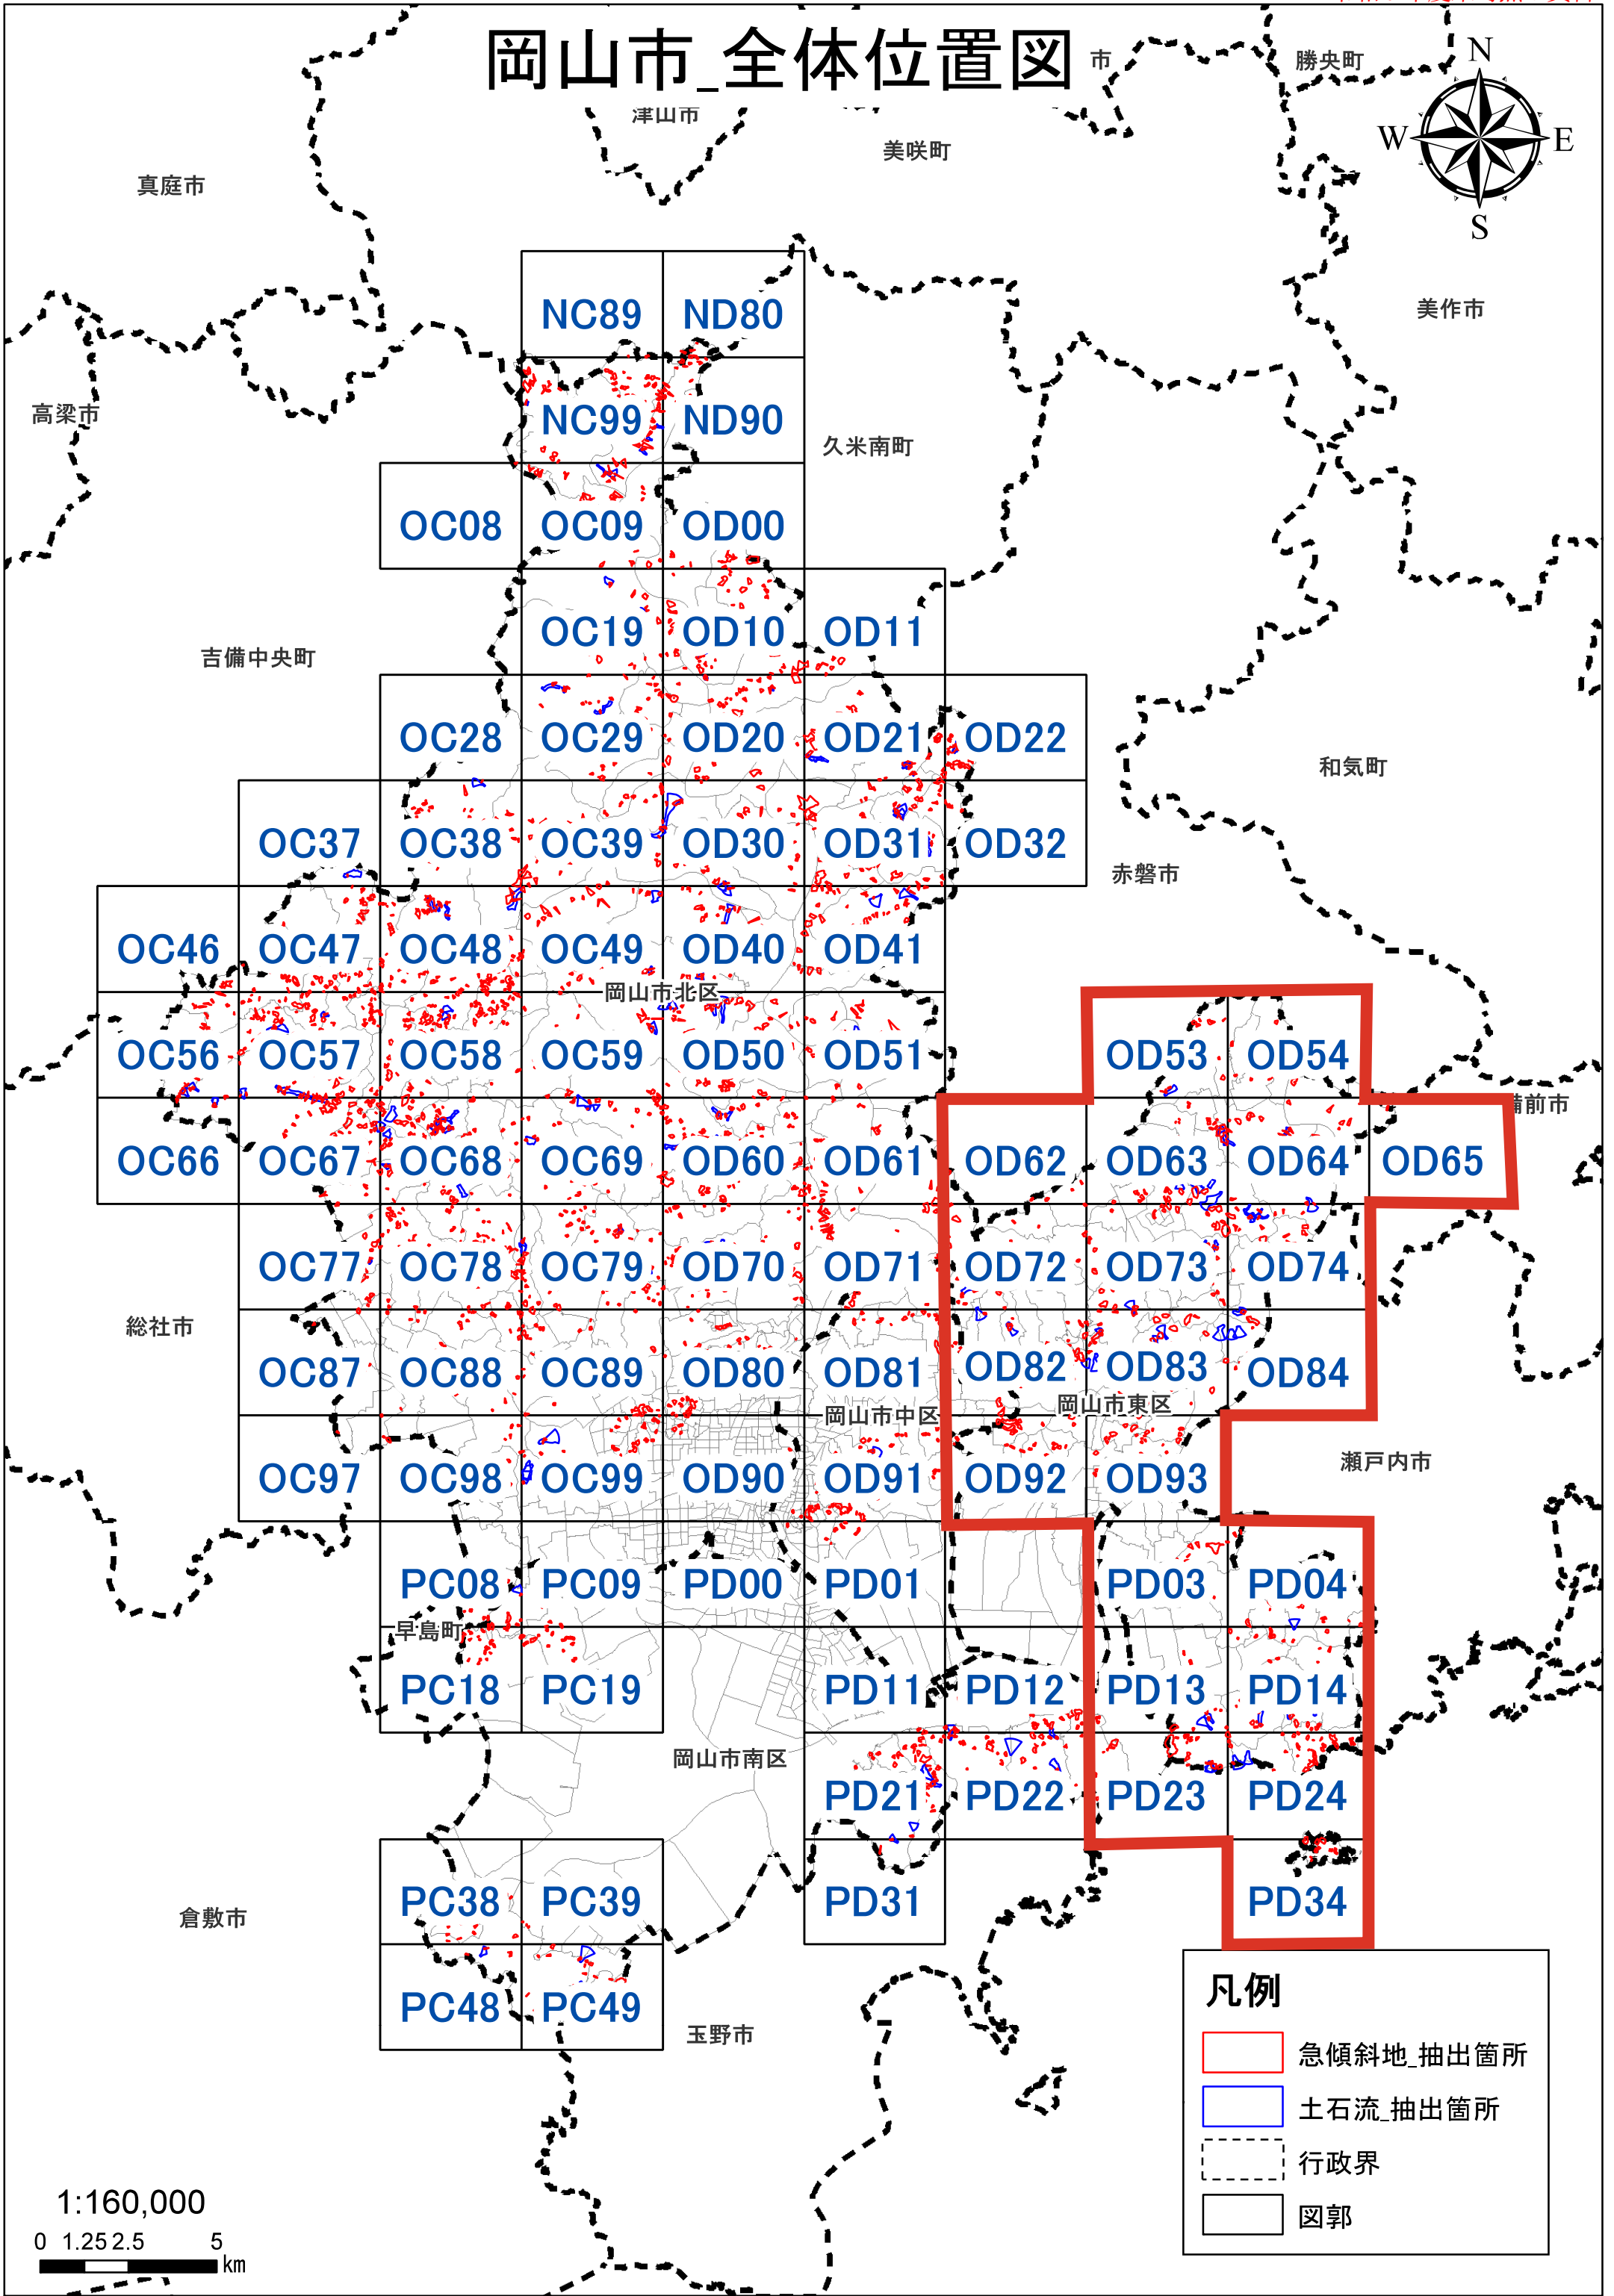 岡山市_全体位置図
市
勝央町
N
津山市
W
E
美咲町
真庭市
S
美作市
NC89 ND80
高梁市
NC99 ND90
久米南町
OC08 OC09 OD00
OC19 OD10 OD11
吉備中央町
OC28 OC29 OD20 OD21 OD22
和気町
OC37 OC38 OC39 OD30 OD31 OD32
赤磐市
OC46 OC47 OC48 OC49 OD40 OD41
岡山市北区
OC56 OC57 OC58 OC59 OD50 OD51 OD53 OD54
備前市
OC66 OC67 OC68 OC69 OD60 OD61 OD62 OD63 OD64 OD65
OC77 OC78 OC79 OD70 OD71 OD72 OD73 OD74
総社市
OC87 OC88 OC89 OD80 OD81 OD82 OD83 OD84
岡山市中区 岡山市東区
瀬戸内市
OC97 OC98 OC99 OD90 OD91 OD92 OD93
PC08 PC09 PD00 PD01 PD03 PD04
早島町
PC18 PC19 PD11 PD12 PD13 PD14
岡山市南区
PD21 PD22 PD23 PD24
PC38 PC39 PD31 PD34
倉敷市
PC48 PC49
玉野市
凡例
急傾斜地_抽出箇所
土石流_抽出箇所
行政界
図郭
1:160,000
0 1.25 2.5 5
km